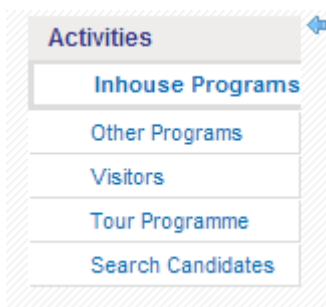 Activities
Inhouse Programs
Other Programs
Visitors
Tour Programme
Search Candidates